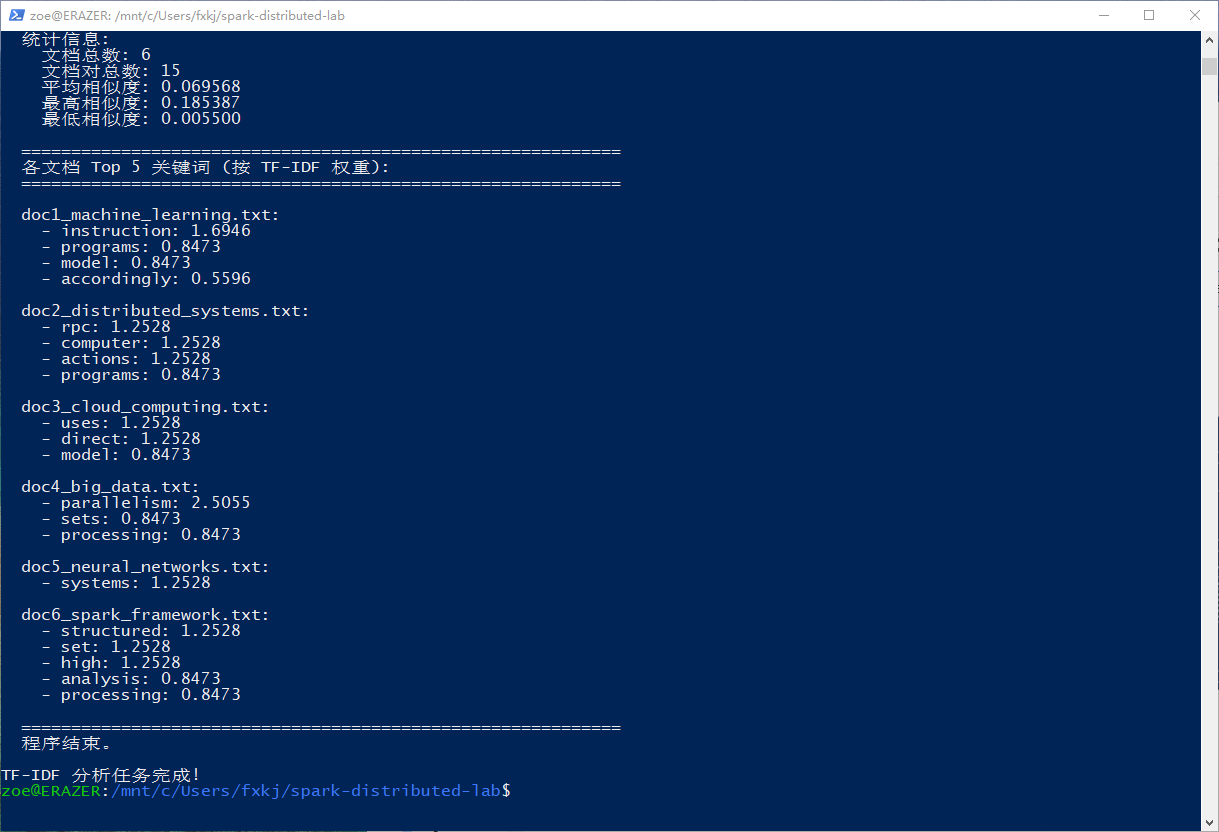 zoe@ERAZER: /mnt/c/Users/fxkj/spark-distributed-lab
统计信息:
文档总数: 6
文档对总数: 15
平均相似度: 0.069568
最高相似度: 0.185387
最低相似度: 0.005500
============================================================
各文档 Top 5 关键词 (按 TF-IDF 权重):
============================================================
doc1_machine_learning.txt:
- instruction: 1.6946
- programs: 0.8473
- model: 0.8473
- accordingly: 0.5596
doc2_distributed_systems.txt:
- rpc: 1.2528
- computer: 1.2528
- actions: 1.2528
- programs: 0.8473
doc3_cloud_computing.txt:
- uses: 1.2528
- direct: 1.2528
- model: 0.8473
doc4_big_data.txt:
- parallelism: 2.5055
- sets: 0.8473
- processing: 0.8473
doc5_neural_networks.txt:
- systems: 1.2528
doc6_spark_framework.txt:
- structured: 1.2528
- set: 1.2528
- high: 1.2528
- analysis: 0.8473
- processing: 0.8473
============================================================
程序结束。
TF-IDF 分析任务完成!
zoe@ERAZER:/mnt/c/Users/fxkj/spark-distributed-lab$